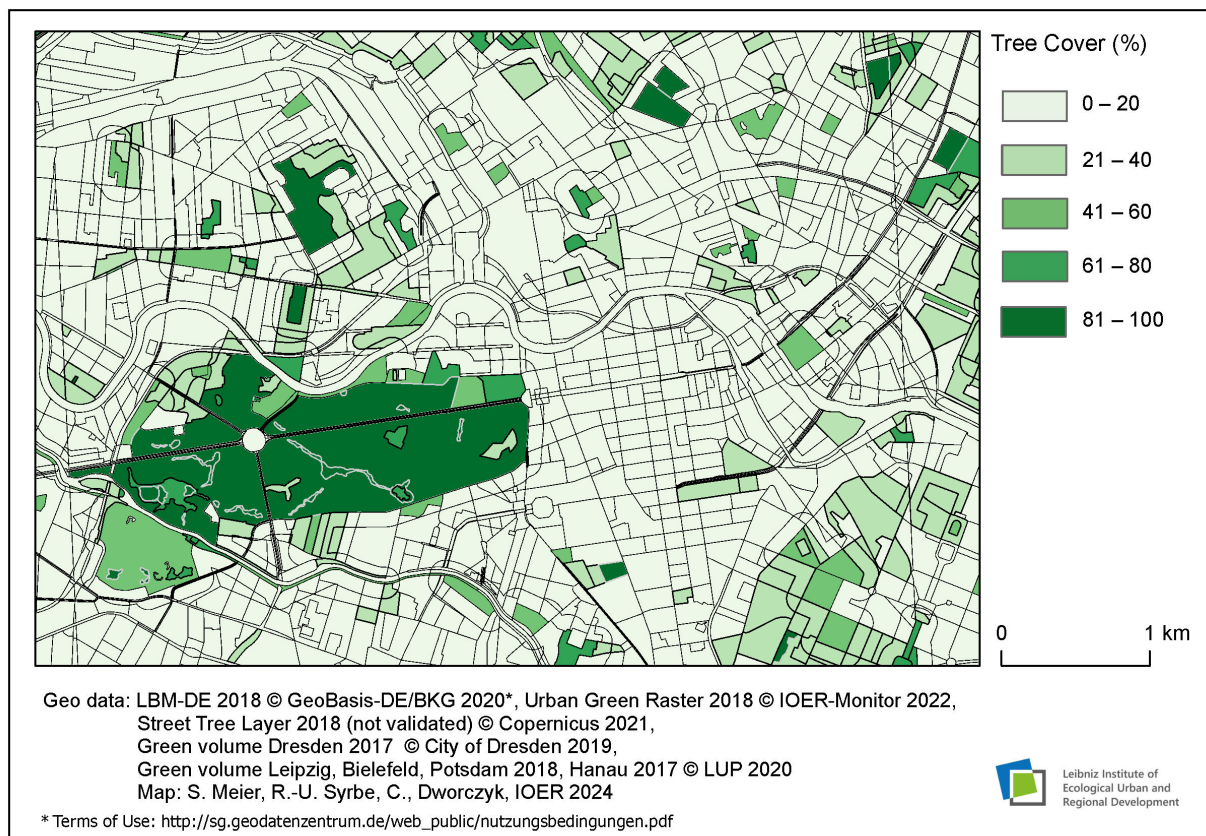 Tree Cover (%)
0 – 20
21 – 40
41 – 60
61 – 80
81 – 100
0 1 km
Geo data: LBM-DE 2018 © GeoBasis-DE/BKG 2020*, Urban Green Raster 2018 © IOER-Monitor 2022,
Street Tree Layer 2018 (not validated) © Copernicus 2021,
Green volume Dresden 2017 © City of Dresden 2019,
Green volume Leipzig, Bielefeld, Potsdam 2018, Hanau 2017 © LUP 2020
Map: S. Meier, R.-U. Syrbe, C., Dworczyk, IOER 2024
* Terms of Use: http://sg.geodatenzentrum.de/web_public/nutzungsbedingungen.pdf
Leibniz Institute of
Ecological Urban and
Regional Development